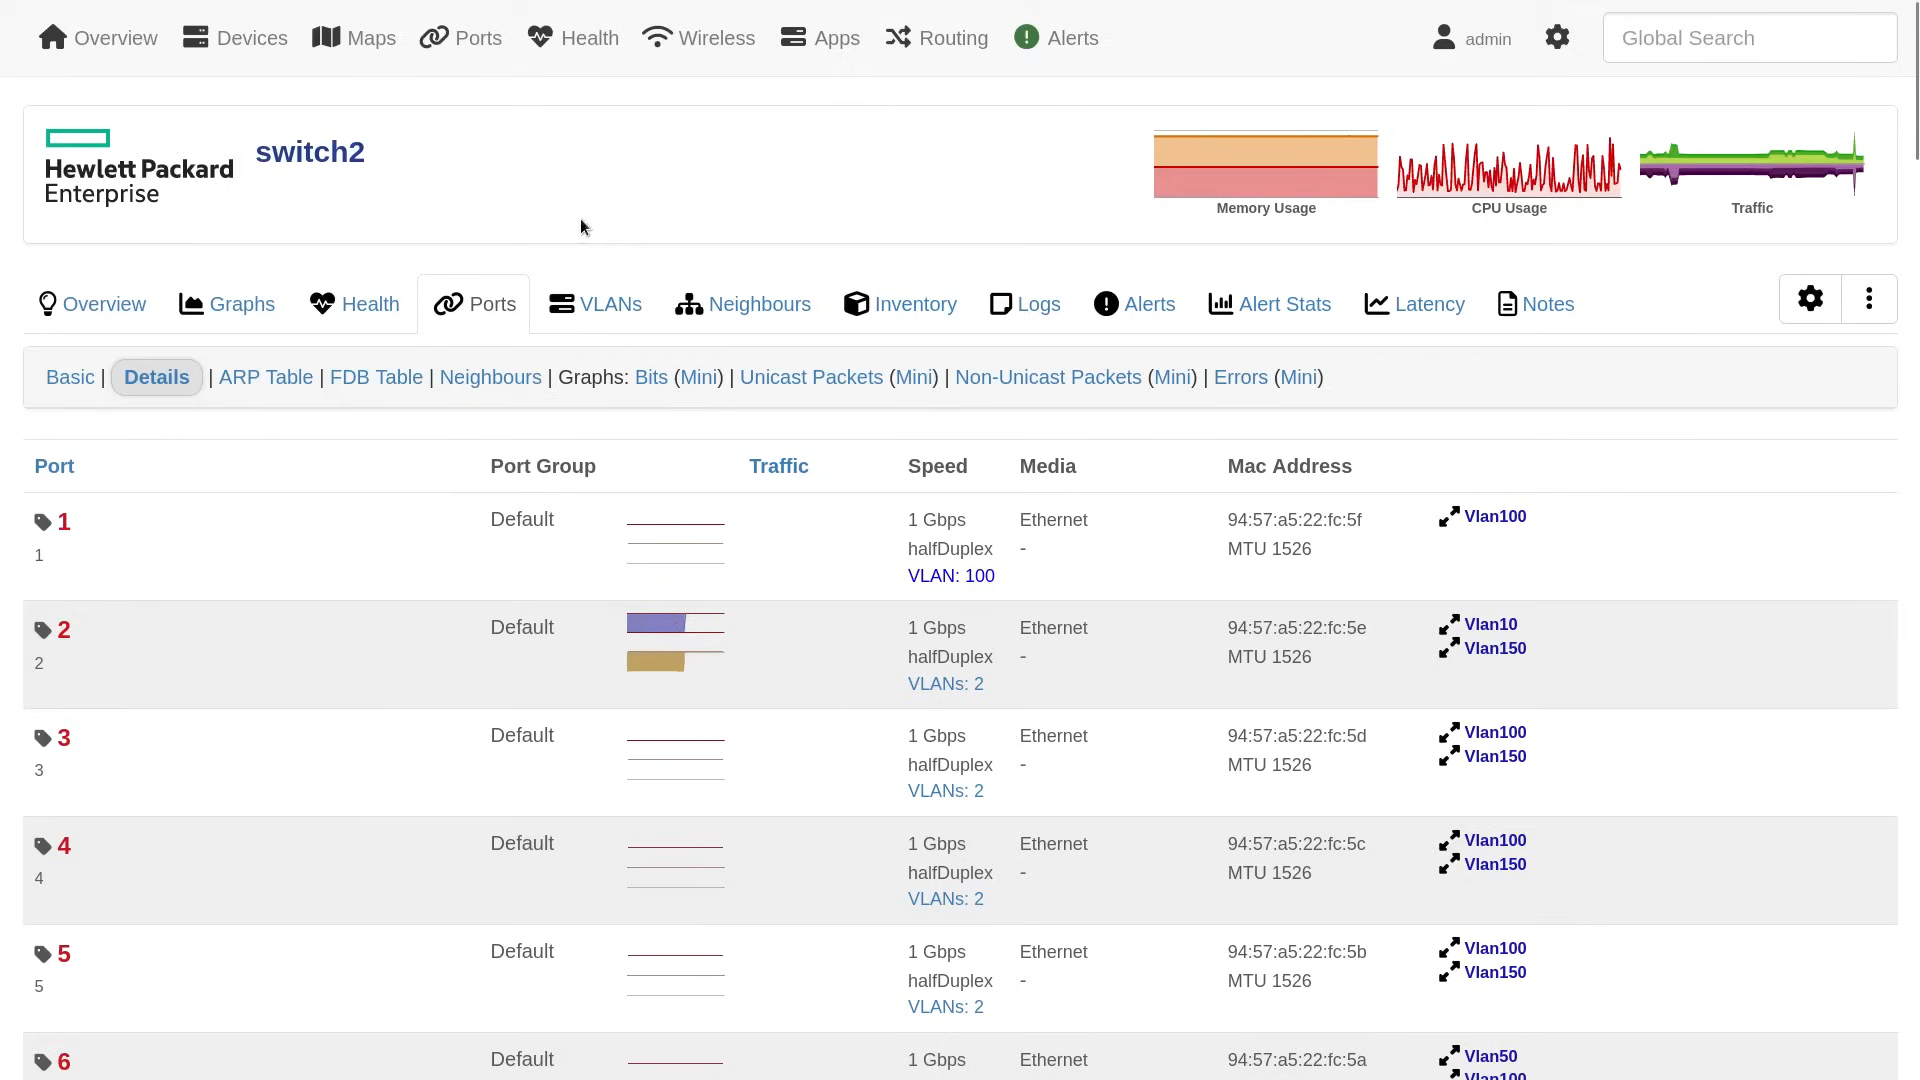 Overview Devices Maps Ports Health Wireless Apps Routing Alerts admin Global Search
Hewlett Packard
Enterprise
switch2
Memory Usage CPU Usage Traffic
Overview Graphs Health Ports VLANs Neighbours Inventory Logs Alerts Alert Stats Latency Notes
Basic | Details | ARP Table | FDB Table | Neighbours | Graphs: Bits (Mini) | Unicast Packets (Mini) | Non-Unicast Packets (Mini) | Errors (Mini)
Port Port Group Traffic Speed Media Mac Address
1 Default 1 Gbps Ethernet 94:57:a5:22:fc:5f Vlan100
1 halfDuplex - MTU 1526
VLAN: 100
2 Default 1 Gbps Ethernet 94:57:a5:22:fc:5e Vlan10
2 halfDuplex - MTU 1526 Vlan150
VLANs: 2
3 Default 1 Gbps Ethernet 94:57:a5:22:fc:5d Vlan100
3 halfDuplex - MTU 1526 Vlan150
VLANs: 2
4 Default 1 Gbps Ethernet 94:57:a5:22:fc:5c Vlan100
4 halfDuplex - MTU 1526 Vlan150
VLANs: 2
5 Default 1 Gbps Ethernet 94:57:a5:22:fc:5b Vlan100
5 halfDuplex - MTU 1526 Vlan150
VLANs: 2
6 Default 1 Gbps Ethernet 94:57:a5:22:fc:5a Vlan50
Vlan100